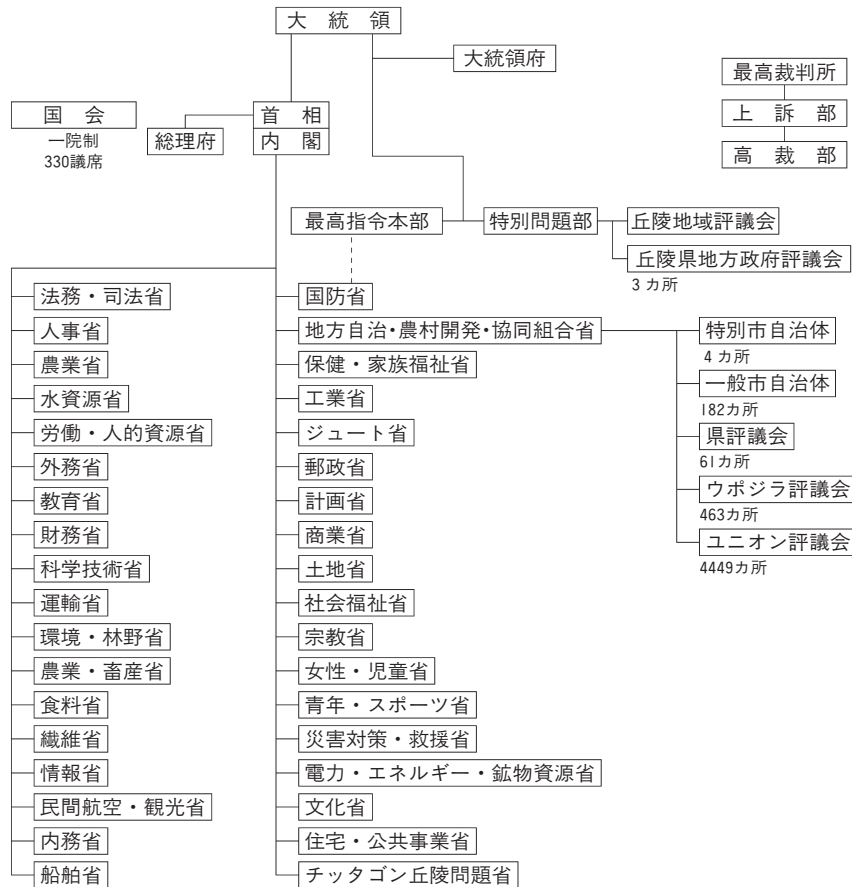 大統領
大統領府
最高裁判所
国会
首相
上訴部
一院制
330議席
総理府
内閣
高裁部
最高指令本部
特別問題部
丘陵地域評議会
丘陵県地方政府評議会
3カ所
法務・司法省
人事省
農業省
水資源省
労働・人的資源省
外務省
教育省
財務省
科学技術省
運輸省
環境・林野省
農業・畜産省
食料省
繊維省
情報省
民間航空・観光省
内務省
船舶省
国防省
地方自治・農村開発・協同組合省
保健・家族福祉省
工業省
ジュート省
郵政省
計画省
商業省
土地省
社会福祉省
宗教省
女性・児童省
青年・スポーツ省
災害対策・救援省
電力・エネルギー・鉱物資源省
文化省
住宅・公共事業省
チッタゴン丘陵問題省
特別市自治体
4カ所
一般市自治体
182カ所
県評議会
61カ所
ウポジラ評議会
463カ所
ユニオン評議会
4449カ所